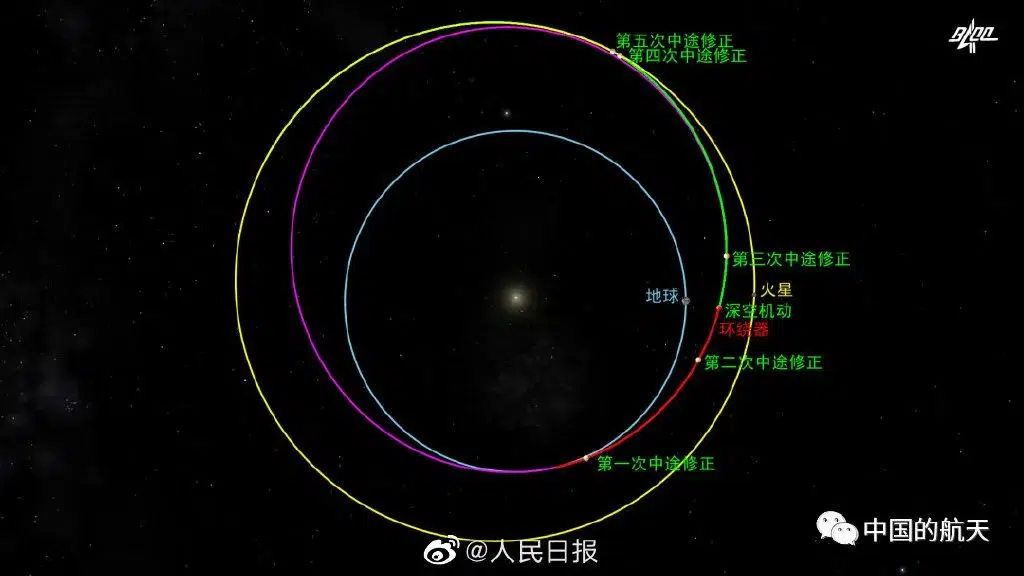 第五次中途修正
第四次中途修正
第三次中途修正
地球
火星
深空机动
环绕器
第二次中途修正
第一次中途修正
中国的航天
@人民日报